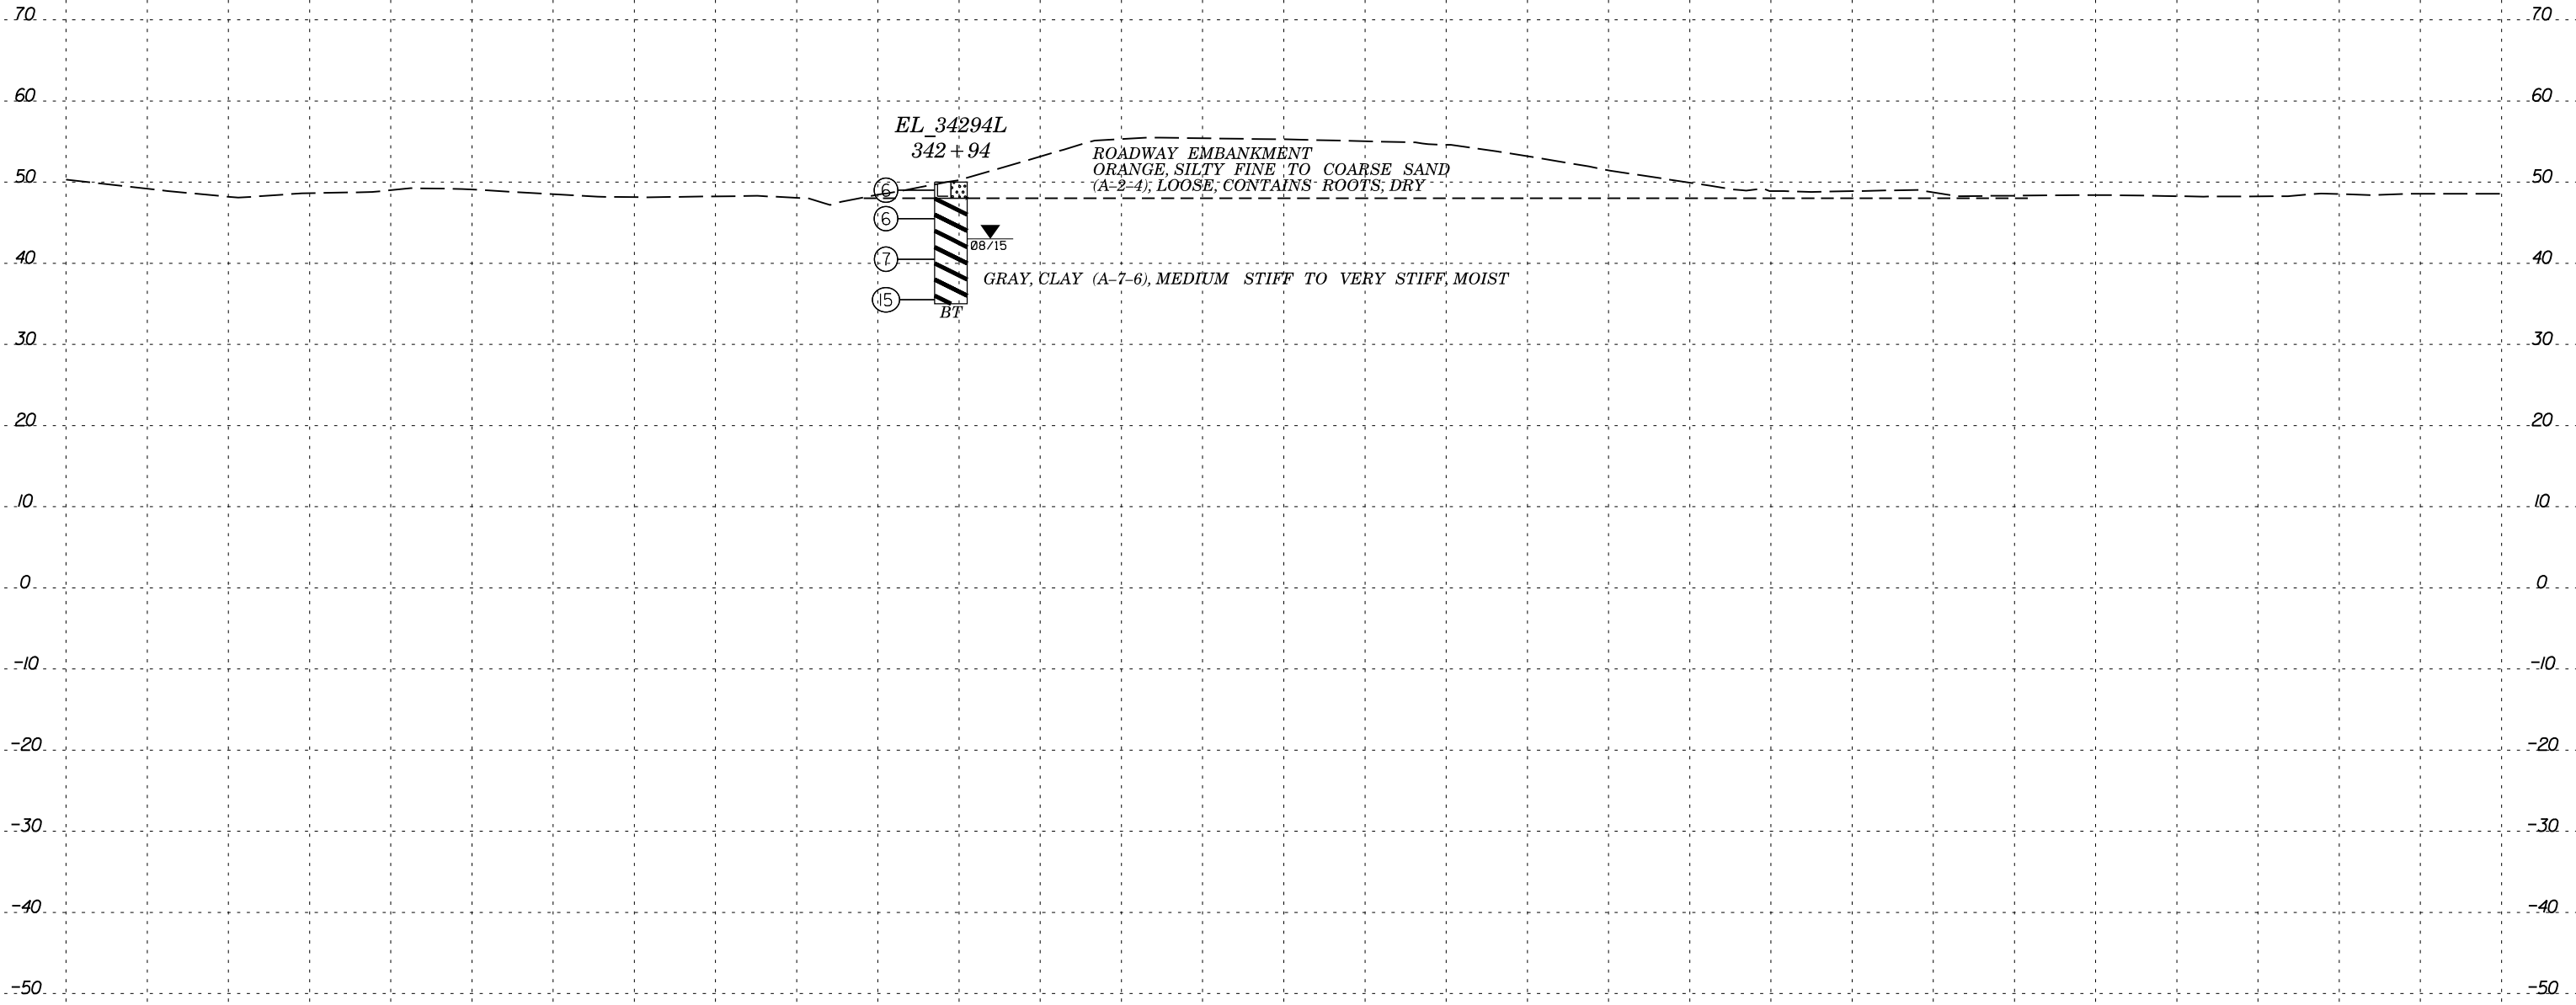 70 70
60 60
EL_34294L
342+94
ROADWAY EMBANKMENT
ORANGE, SILTY FINE TO COARSE SAND
50 6 (A-2-4), LOOSE, CONTAINS ROOTS, DRY 50
6
08/15
40 7 40
GRAY, CLAY (A-7-6), MEDIUM STIFF TO VERY STIFF, MOIST
15
BT
30 30
20 20
10 10
0 0
-10 -10
-20 -20
-30 -30
-40 -40
-50 -50